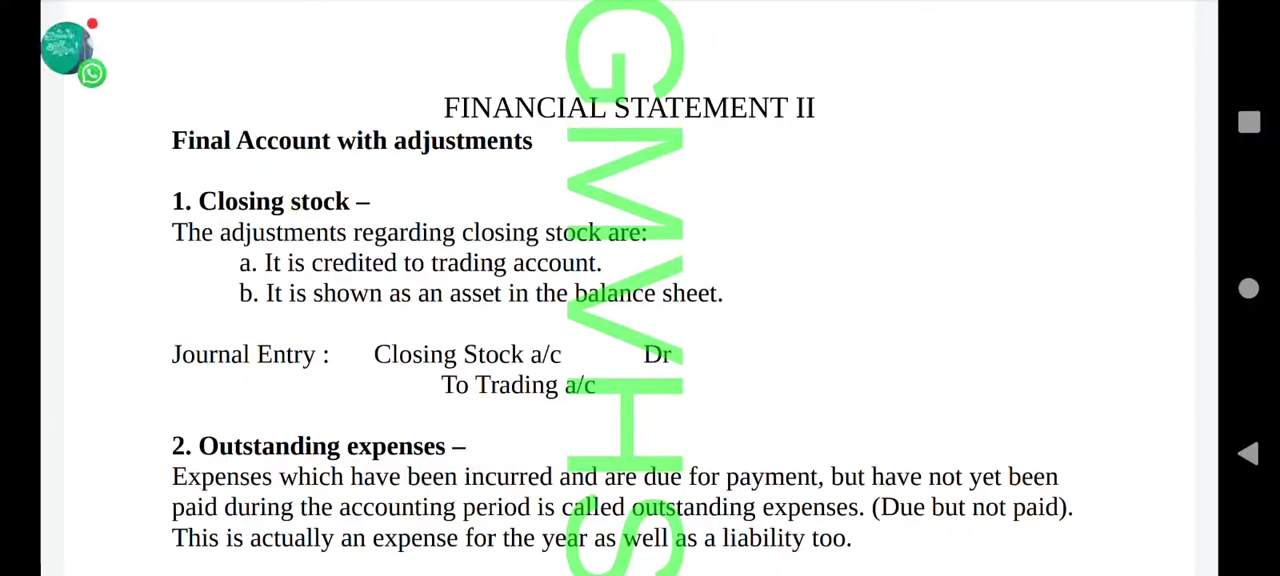 FINANCIAL STATEMENT II
Final Account with adjustments
1. Closing stock –
The adjustments regarding closing stock are:
a. It is credited to trading account.
b. It is shown as an asset in the balance sheet.
Journal Entry : Closing Stock a/c Dr
To Trading a/c
2. Outstanding expenses –
Expenses which have been incurred and are due for payment, but have not yet been
paid during the accounting period is called outstanding expenses. (Due but not paid).
This is actually an expense for the year as well as a liability too.
GMVHS